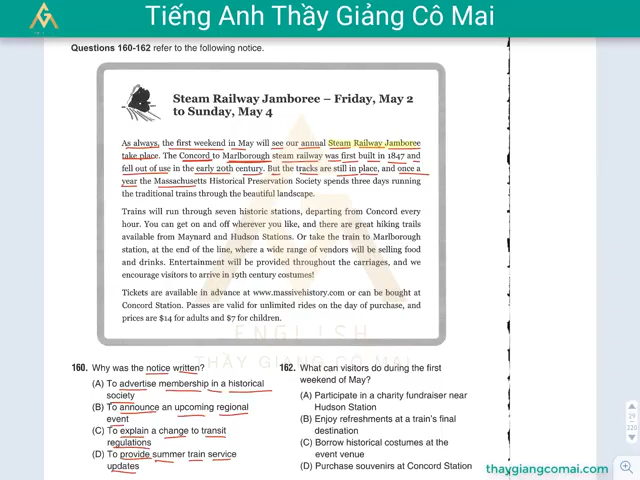 Tiếng Anh Thầy Giảng Cô Mai
Questions 160-162 refer to the following notice.
Steam Railway Jamboree – Friday, May 2
to Sunday, May 4
As always, the first weekend in May will see our annual Steam Railway Jamboree
take place. The Concord to Marlborough steam railway was first built in 1847 and
fell out of use in the early 20th century. But the tracks are still in place, and once a
year the Massachusetts Historical Preservation Society spends three days running
the traditional trains through the beautiful landscape.
Trains will run through seven historic stations, departing from Concord every
hour. You can get on and off wherever you like, and there are great hiking trails
available from Maynard and Hudson Stations. Or take the train to Marlborough
station, at the end of the line, where a wide range of vendors will be selling food
and drinks. Entertainment will be provided throughout the carriages, and we
encourage visitors to arrive in 19th century costumes!
Tickets are available in advance at www.massivehistory.com or can be bought at
Concord Station. Passes are valid for unlimited rides on the day of purchase, and
prices are $14 for adults and $7 for children.
ENGLISH
THẦY GIẢNG CÔ MAI
160. Why was the notice written?
(A) To advertise membership in a historical
society
(B) To announce an upcoming regional
event
(C) To explain a change to transit
regulations
(D) To provide summer train service
updates
162. What can visitors do during the first
weekend of May?
(A) Participate in a charity fundraiser near
Hudson Station
(B) Enjoy refreshments at a train's final
destination
(C) Borrow historical costumes at the
event venue
(D) Purchase souvenirs at Concord Station
19
220
thaygiangcomai.com